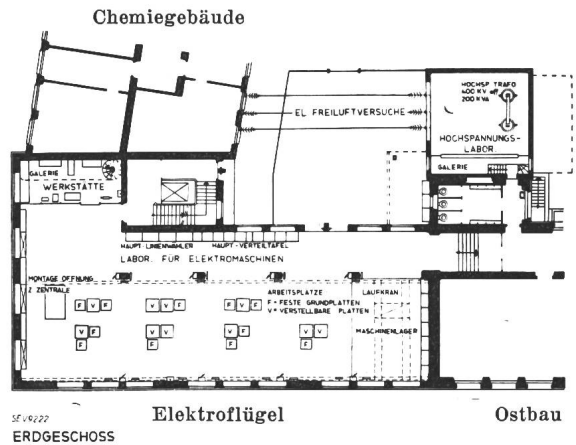 Chemiegebäude
HOCHSP TRAFO
400 KV eff
200 KVA
EL FREILUFTVERSUCHE
HOCHSPANNUNGS-
LABOR.
GALERIE
GALERIE
WERKSTÄTTE
HAUPT-LINIENWÄHLER HAUPT-VERTEILTAFEL
LABOR. FÜR ELEKTROMASCHINEN
MONTAGE ÖFFNUNG
Z ZENTRALE
ARBEITSPLÄTZE
F = FESTE GRUNDPLATTEN
V = VERSTELLBARE PLATTEN
LAUFKRAN
MASCHINENLAGER
F V F
V V F
F V F
V V F
V F
F
V V
F
V
F
V V
F
SEV9222
Elektroflügel
Ostbau
ERDGESCHOSS